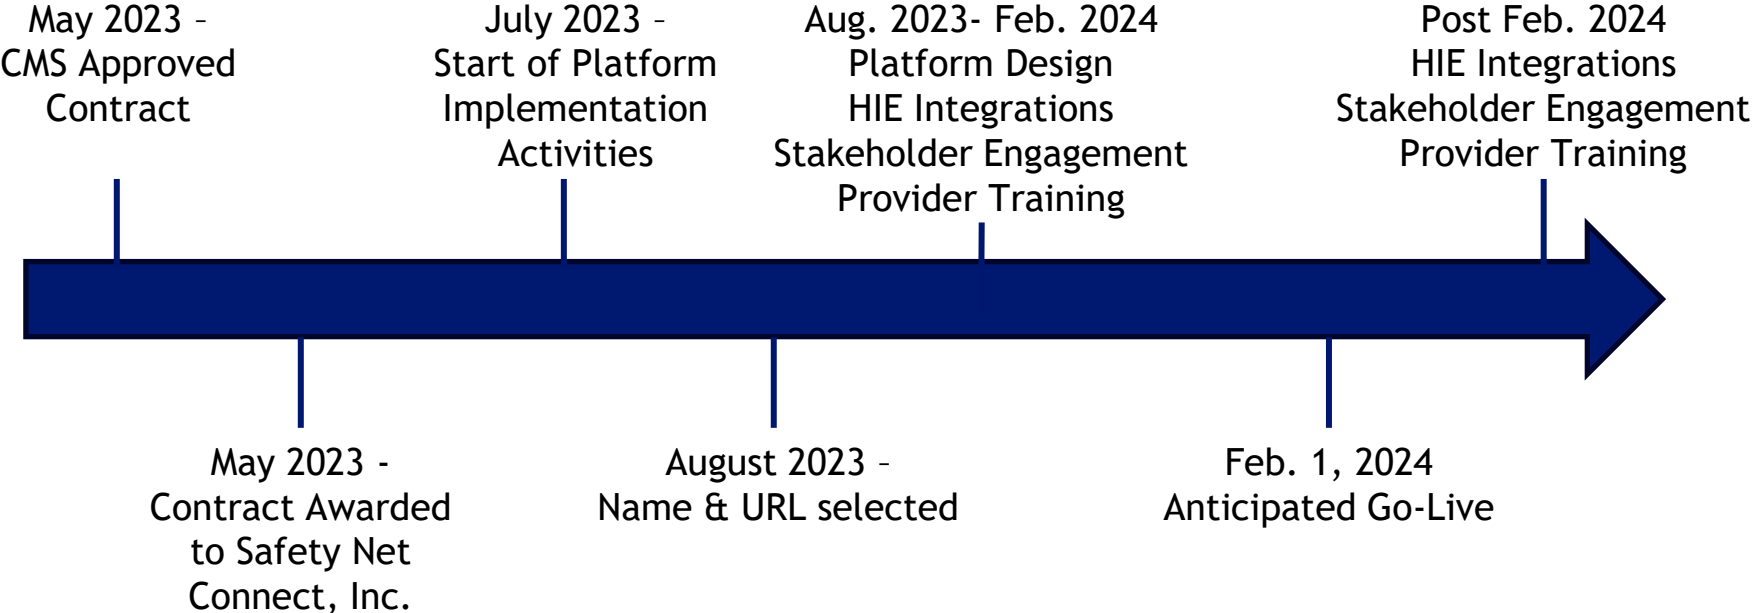 May 2023 –
CMS Approved
Contract
July 2023 –
Start of Platform
Implementation
Activities
Aug. 2023- Feb. 2024
Platform Design
HIE Integrations
Stakeholder Engagement
Provider Training
Post Feb. 2024
HIE Integrations
Stakeholder Engagement
Provider Training
May 2023 -
Contract Awarded
to Safety Net
Connect, Inc.
August 2023 –
Name & URL selected
Feb. 1, 2024
Anticipated Go-Live